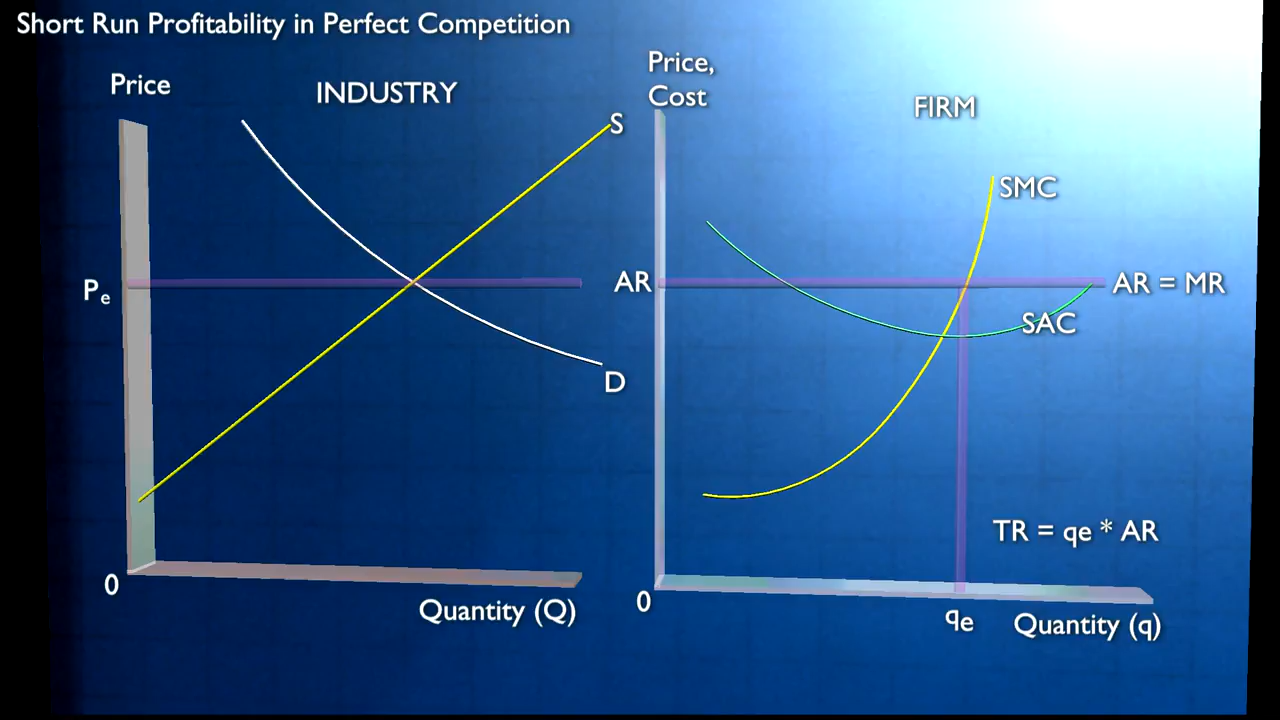 Short Run Profitability in Perfect Competition
Price
INDUSTRY
S
Pe
D
0
Quantity (Q)
Price,
Cost
FIRM
SMC
AR
AR = MR
SAC
TR = qe * AR
0
qe
Quantity (q)